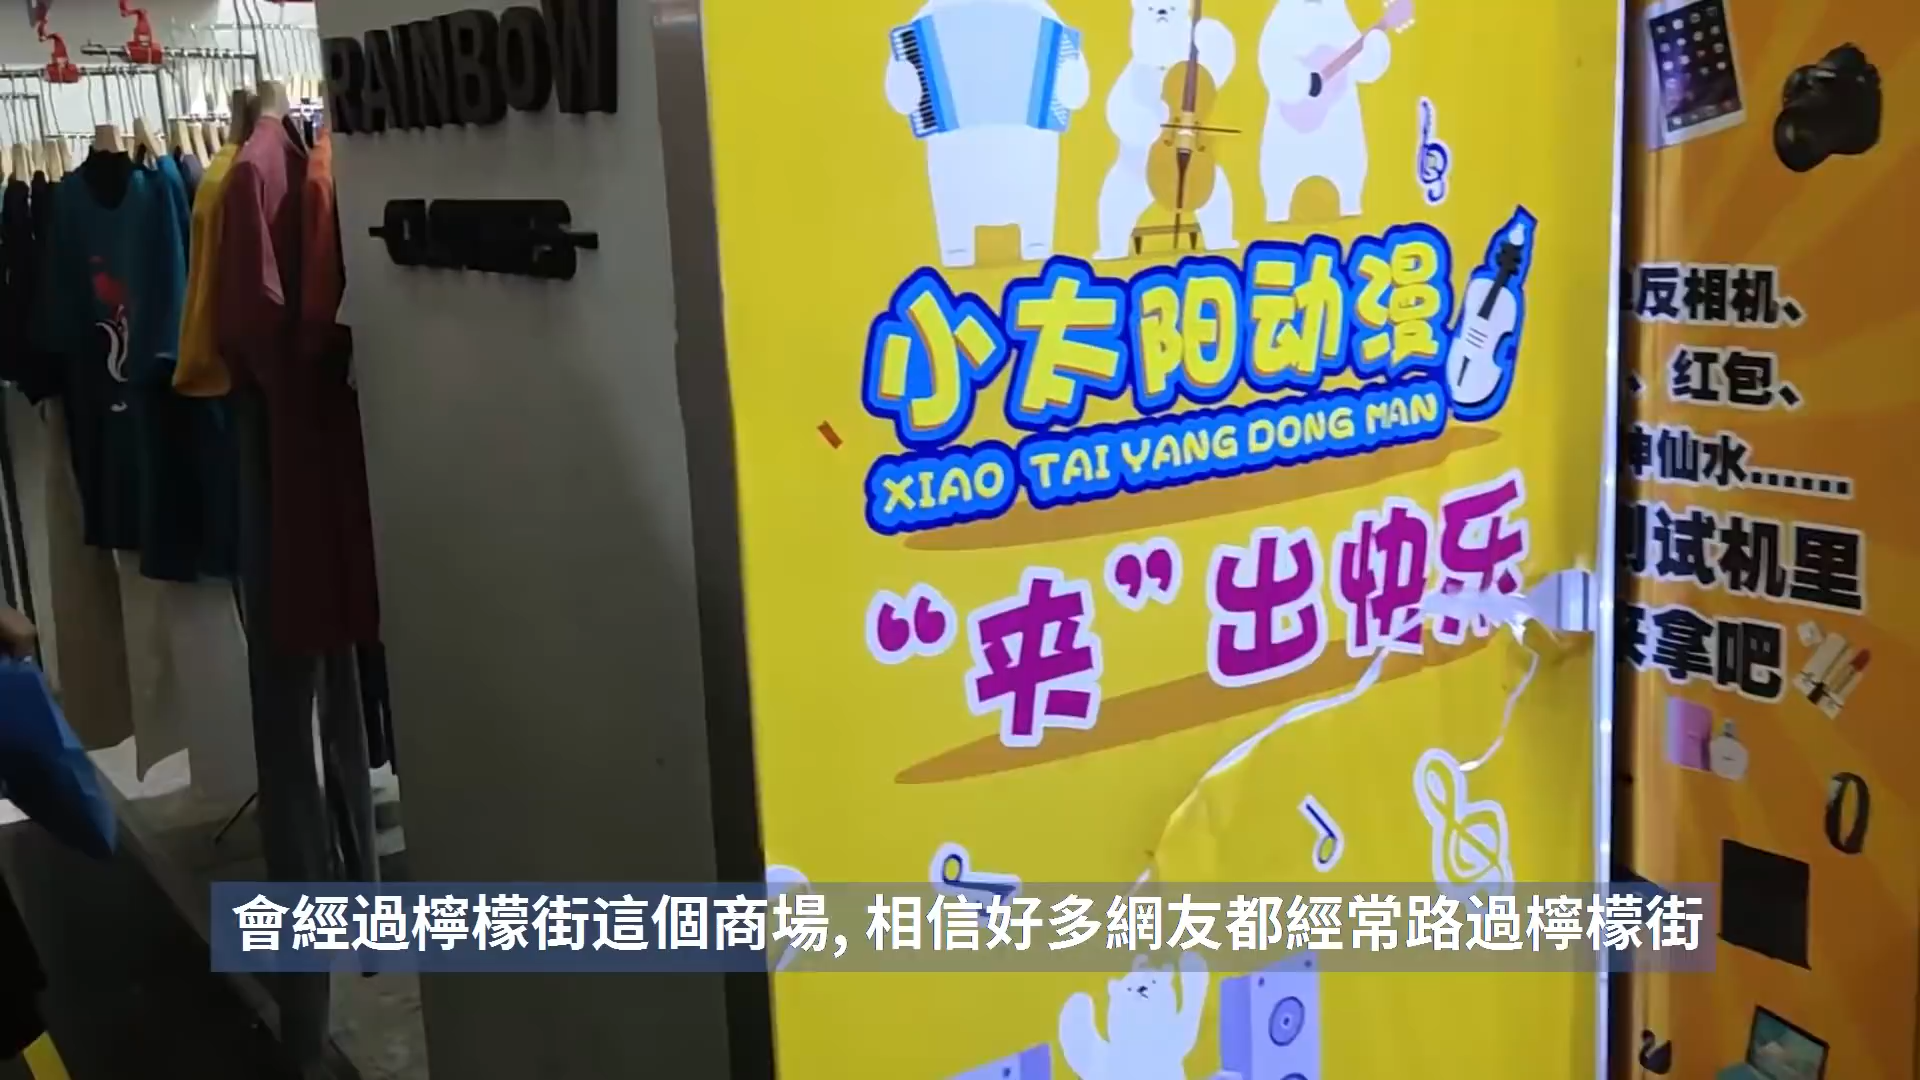 RAINBOW
小太阳动漫
XIAO TAI YANG DONG MAN
“夹”出快乐
反相机、
、红包、
神仙水……
试机里
来拿吧
會經過檸檬街這個商場, 相信好多網友都經常路過檸檬街